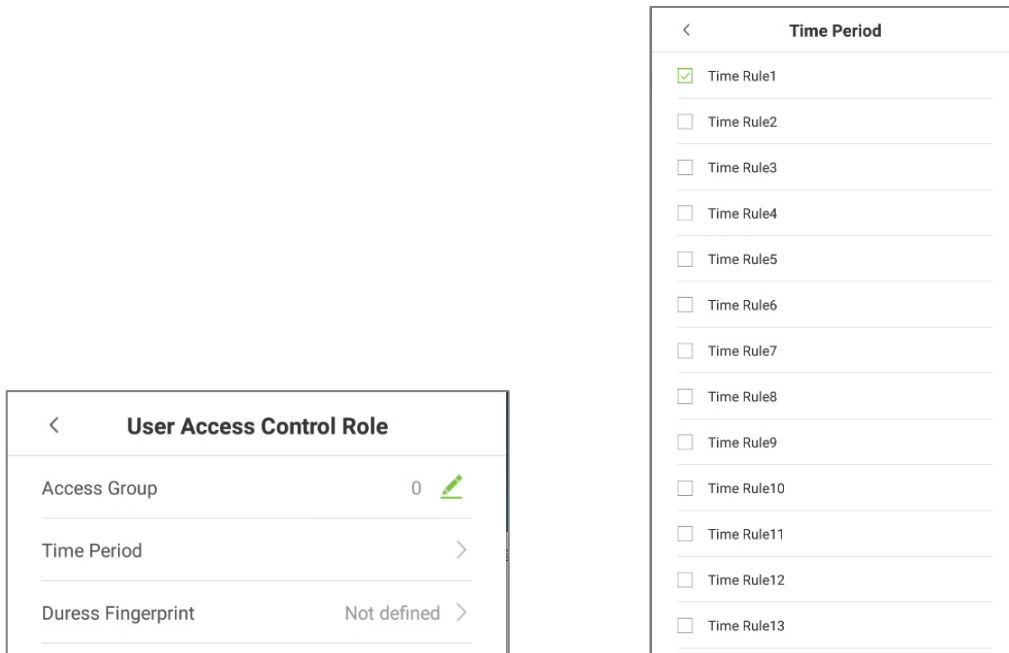 User Access Control Role
Access Group 0
Time Period
Duress Fingerprint Not defined
Time Period
Time Rule1
Time Rule2
Time Rule3
Time Rule4
Time Rule5
Time Rule6
Time Rule7
Time Rule8
Time Rule9
Time Rule10
Time Rule11
Time Rule12
Time Rule13